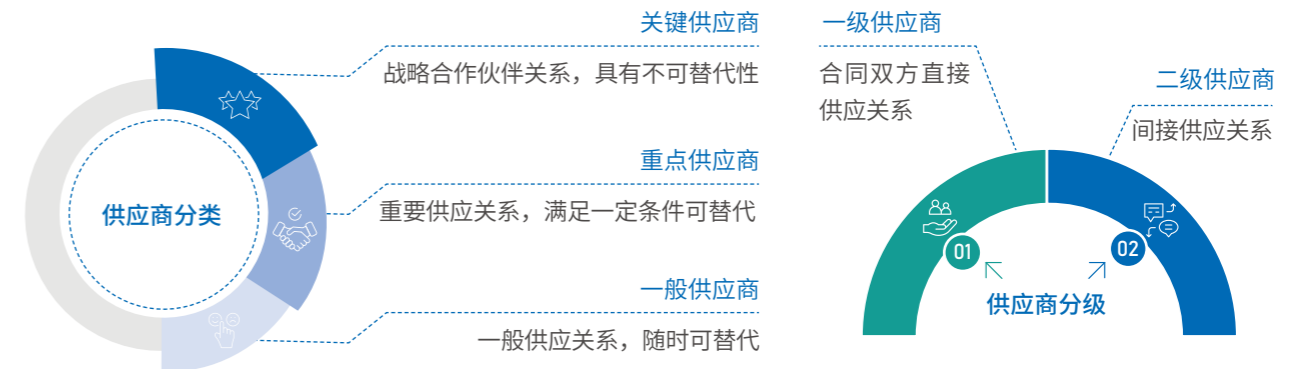 供应商分类
关键供应商
战略合作伙伴关系，具有不可替代性
重点供应商
重要供应关系，满足一定条件可替代
一般供应商
一般供应关系，随时可替代
一级供应商
合同双方直接
供应关系
二级供应商
间接供应关系
01
02
供应商分级